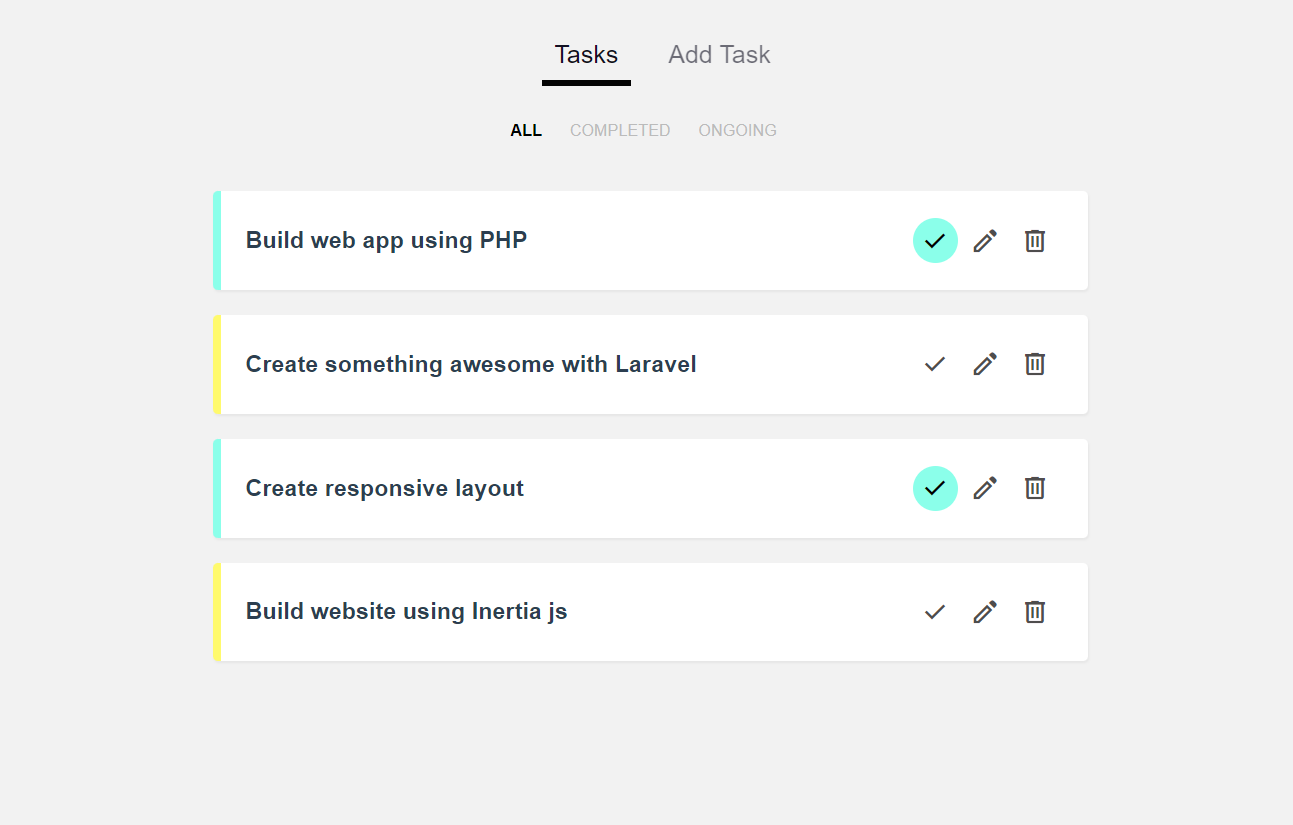 Tasks Add Task
ALL COMPLETED ONGOING
Build web app using PHP
Create something awesome with Laravel
Create responsive layout
Build website using Inertia js